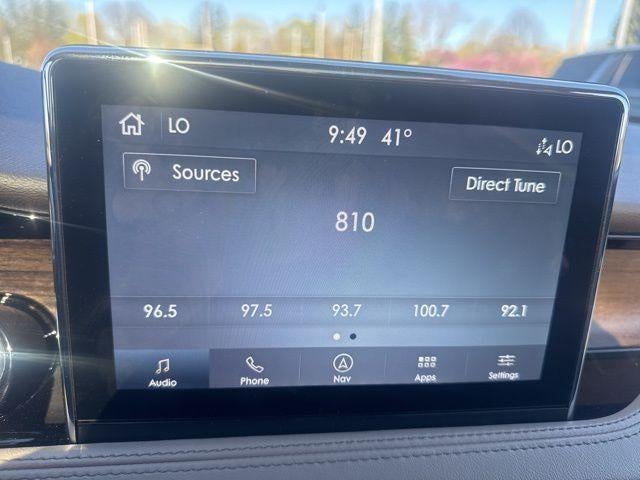 LO 9:49 41° LO
Sources Direct Tune
810
96.5 97.5 93.7 100.7 92.1
Audio Phone Nav Apps Settings